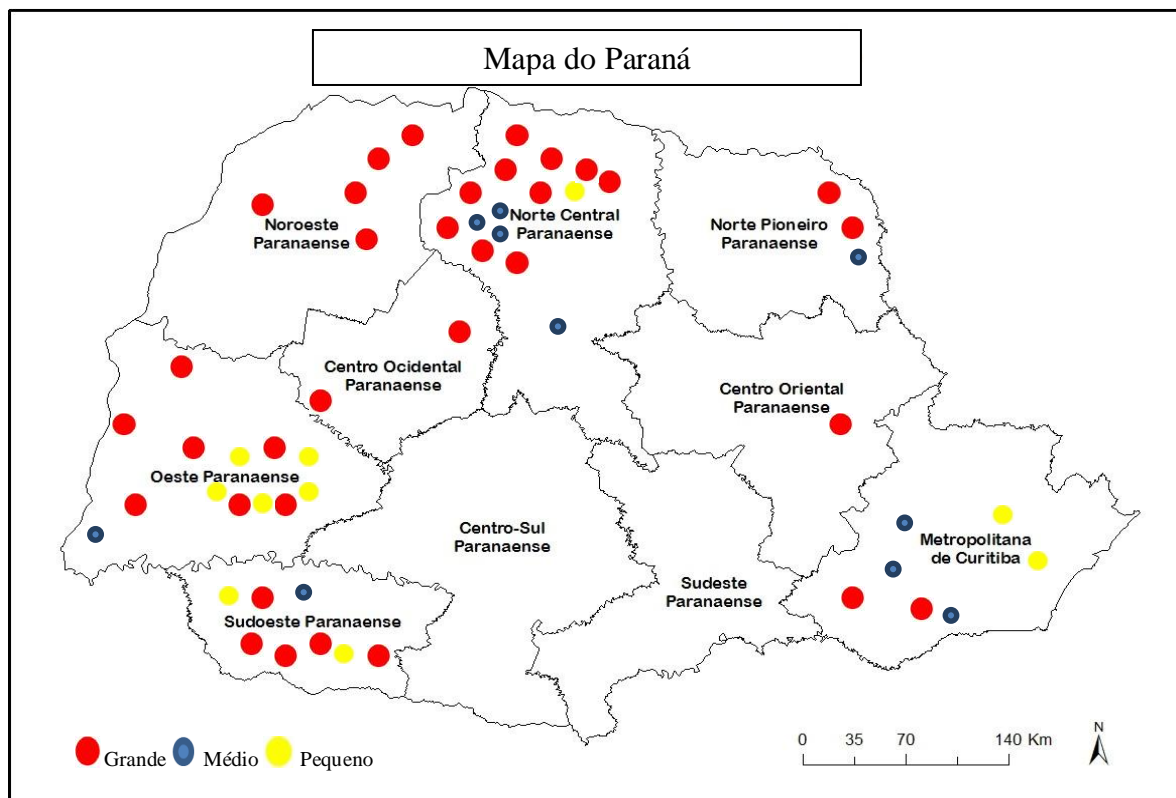 Mapa do Paraná
Noroeste
Paranaense
Norte Central
Paranaense
Norte Pioneiro
Paranaense
Centro Ocidental
Paranaense
Centro Oriental
Paranaense
Oeste Paranaense
Centro-Sul
Paranaense
Metropolitana
de Curitiba
Sudeste
Paranaense
Sudoeste Paranaense
Grande Médio Pequeno
0 35 70 140 Km
N